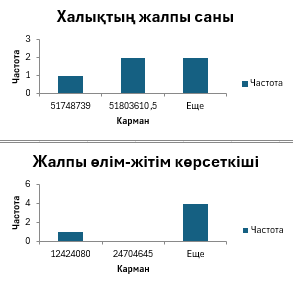 Халықтың жалпы саны
3
2
1
0
Частота
51748739 51803610,5 Еще
Карман
Частота
Жалпы өлім-жітім көрсеткіші
6
4
2
0
Частота
12424080 24704645 Еще
Карман
Частота